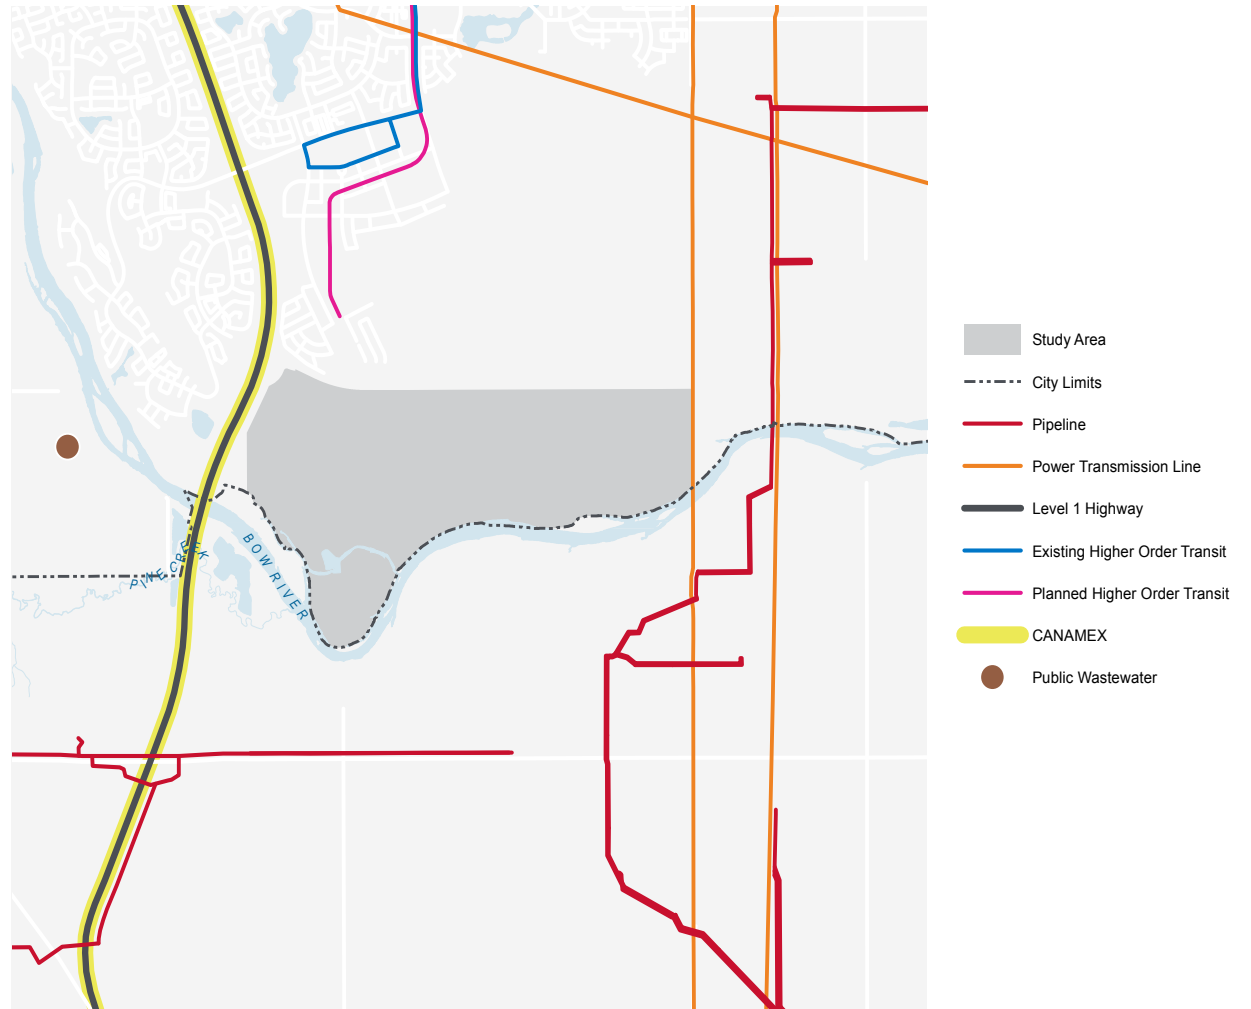 PINE CREEK
BOW RIVER
Study Area
City Limits
Pipeline
Power Transmission Line
Level 1 Highway
Existing Higher Order Transit
Planned Higher Order Transit
CANAMEX
Public Wastewater